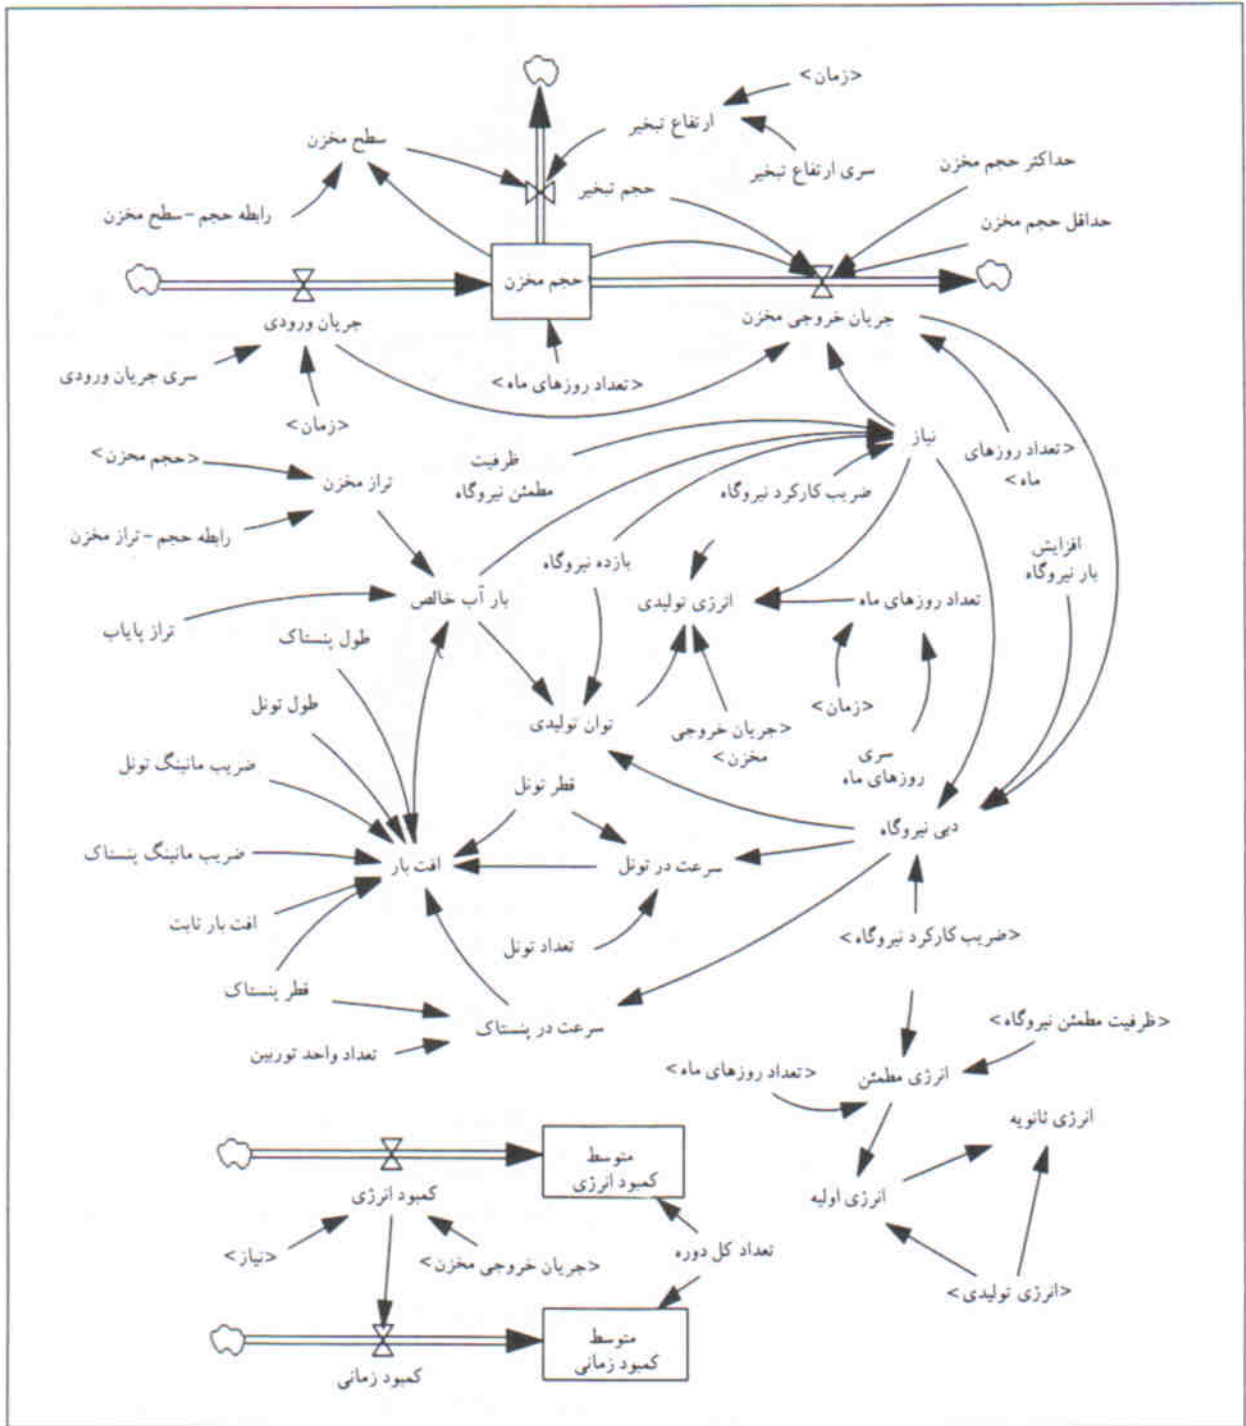 <زمان>
سطح مخزن
ارتفاع تبخیر
سری ارتفاع تبخیر
حداکثر حجم مخزن
حجم تبخیر
رابطه حجم - سطح مخزن
حداقل حجم مخزن
حجم مخزن
جریان ورودی
جریان خروجی مخزن
سری جریان ورودی
<تعداد روزهای ماه>
<زمان>
نیاز
<تعداد روزهای
ماه>
<حجم مخزن>
تراز مخزن
ظرفیت
مطمئن نیروگاه
ضریب کارکرد نیروگاه
رابطه حجم - تراز مخزن
بازده نیروگاه
افزایش
بار نیروگاه
بار آب خالص
انرژی تولیدی
تعداد روزهای ماه
تراز پایاب
طول پنستاک
طول تونل
توان تولیدی
<جریان خروجی
مخزن>
<زمان>
سری
روزهای ماه
ضریب مانینگ تونل
قطر تونل
دبی نیروگاه
ضریب مانینگ پنستاک
افت بار
سرعت در تونل
افت بار ثابت
تعداد تونل
<ضریب کارکرد نیروگاه>
قطر پنستاک
سرعت در پنستاک
<ظرفیت مطمئن نیروگاه>
تعداد واحد توربین
<تعداد روزهای ماه>
انرژی مطمئن
انرژی ثانویه
متوسط
کمبود انرژی
کمبود انرژی
انرژی اولیه
<نیاز>
<جریان خروجی مخزن>
تعداد کل دوره
<انرژی تولیدی>
متوسط
کمبود زمانی
کمبود زمانی